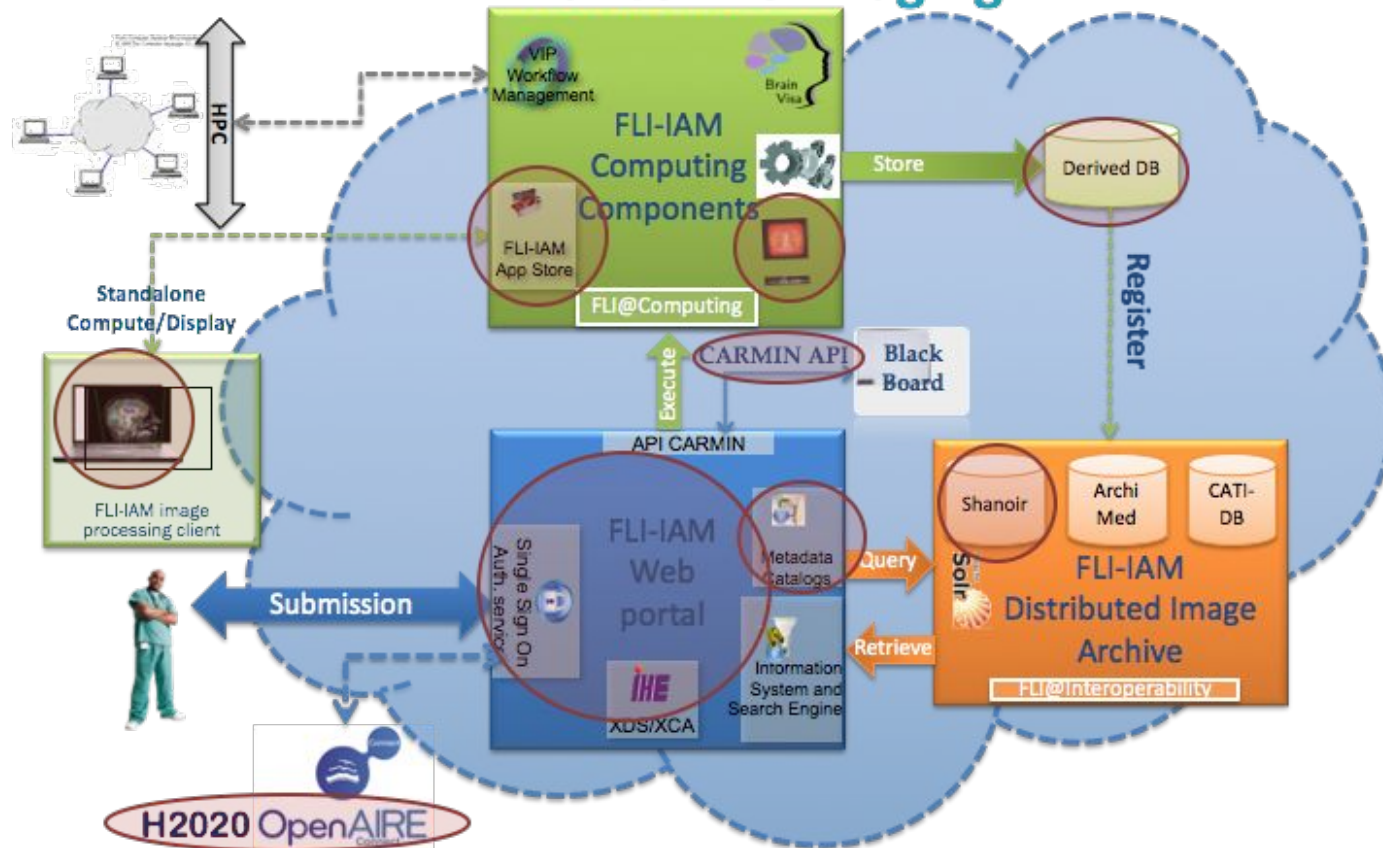 HPC
VIP
Workflow
Management
Brain
Visa
FLI-IAM
Computing
Components
FLI-IAM
App Store
FLI@Computing
Store
Derived DB
Register
Standalone
Compute/Display
FLI-IAM image
processing client
Execute
CARMIN API
Black
Board
API CARMIN
Single Sign On
FLI-IAM
Web
portal
Metadata
Catalogs
Information
System and
Search Engine
IHE
XDS/XCA
Query
Retrieve
Shanoir
Archi
Med
CATI-
DB
Solr
FLI-IAM
Distributed Image
Archive
FLI@Interoperability
Submission
H2020 OpenAIRE
Connect